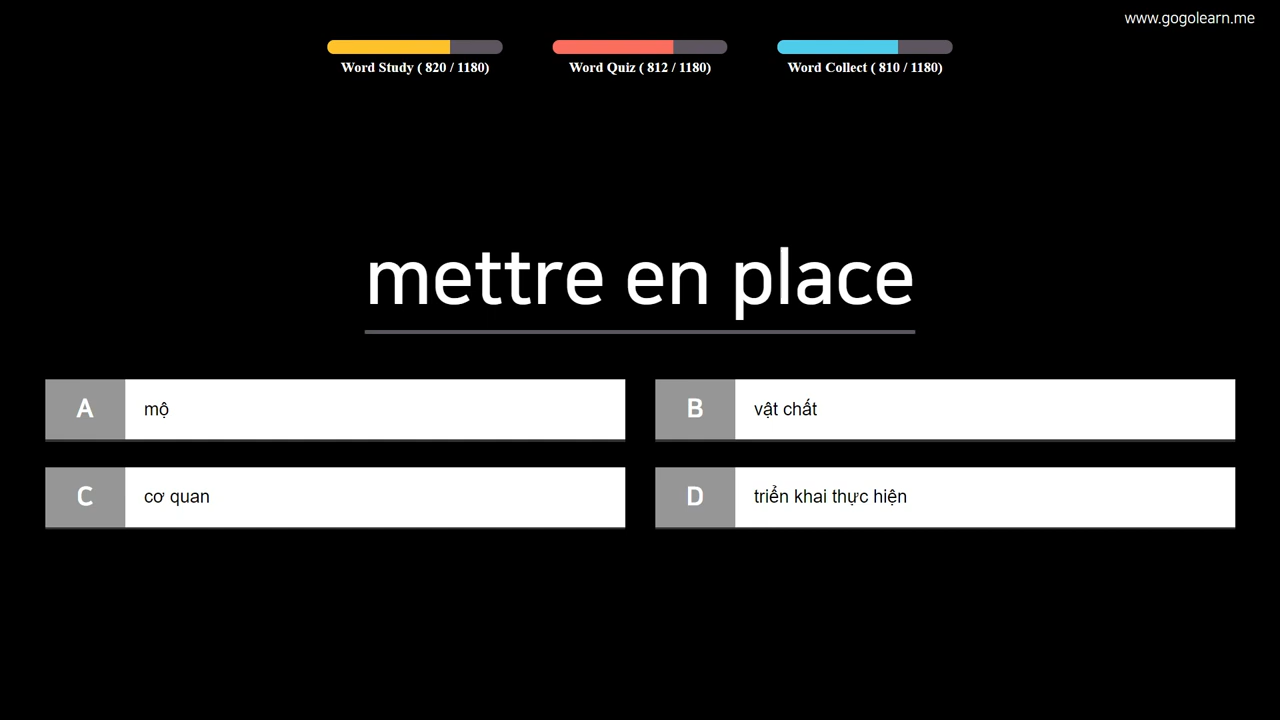 www.gogolearn.me
Word Study ( 820 / 1180)
Word Quiz ( 812 / 1180)
Word Collect ( 810 / 1180)
mettre en place
A mộ
B vật chất
C cơ quan
D triển khai thực hiện